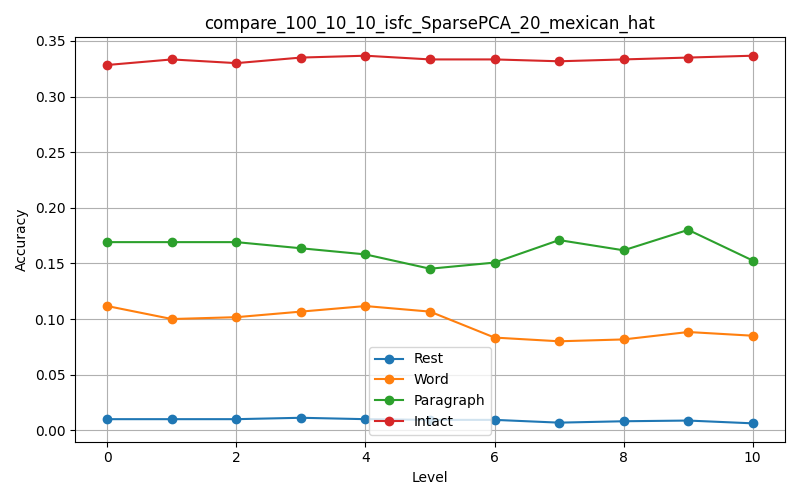 compare_100_10_10_isfc_SparsePCA_20_mexican_hat
0.35
0.30
0.25
0.20
0.15
0.10
0.05
0.00
Accuracy
Rest
Word
Paragraph
Intact
0 2 4 6 8 10
Level